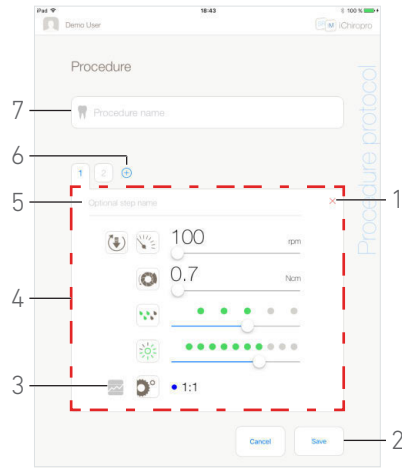 iPad
18:43
100 %
Demo User
iChiropro
Procedure
Procedure protocol
7
Procedure name
6
1 2
5
Optional step name
1
100 rpm
0.7 Ncm
4
3
1:1
Cancel
Save
2